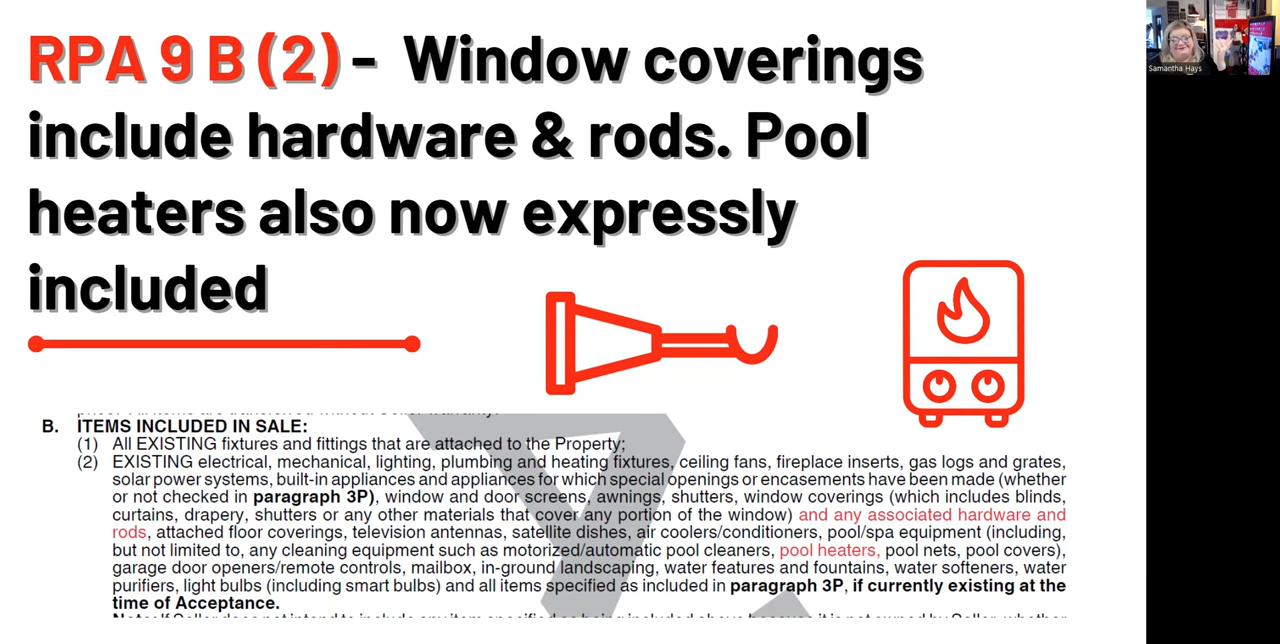 RPA 9 B (2) - Window coverings
include hardware & rods. Pool
heaters also now expressly
included
Samantha Hays
B. ITEMS INCLUDED IN SALE:
(1) All EXISTING fixtures and fittings that are attached to the Property;
(2) EXISTING electrical, mechanical, lighting, plumbing and heating fixtures, ceiling fans, fireplace inserts, gas logs and grates,
solar power systems, built-in appliances and appliances for which special openings or encasements have been made (whether
or not checked in paragraph 3P), window and door screens, awnings, shutters, window coverings (which includes blinds,
curtains, drapery, shutters or any other materials that cover any portion of the window) and any associated hardware and
rods, attached floor coverings, television antennas, satellite dishes, air coolers/conditioners, pool/spa equipment (including,
but not limited to, any cleaning equipment such as motorized/automatic pool cleaners, pool heaters, pool nets, pool covers),
garage door openers/remote controls, mailbox, in-ground landscaping, water features and fountains, water softeners, water
purifiers, light bulbs (including smart bulbs) and all items specified as included in paragraph 3P, if currently existing at the
time of Acceptance.